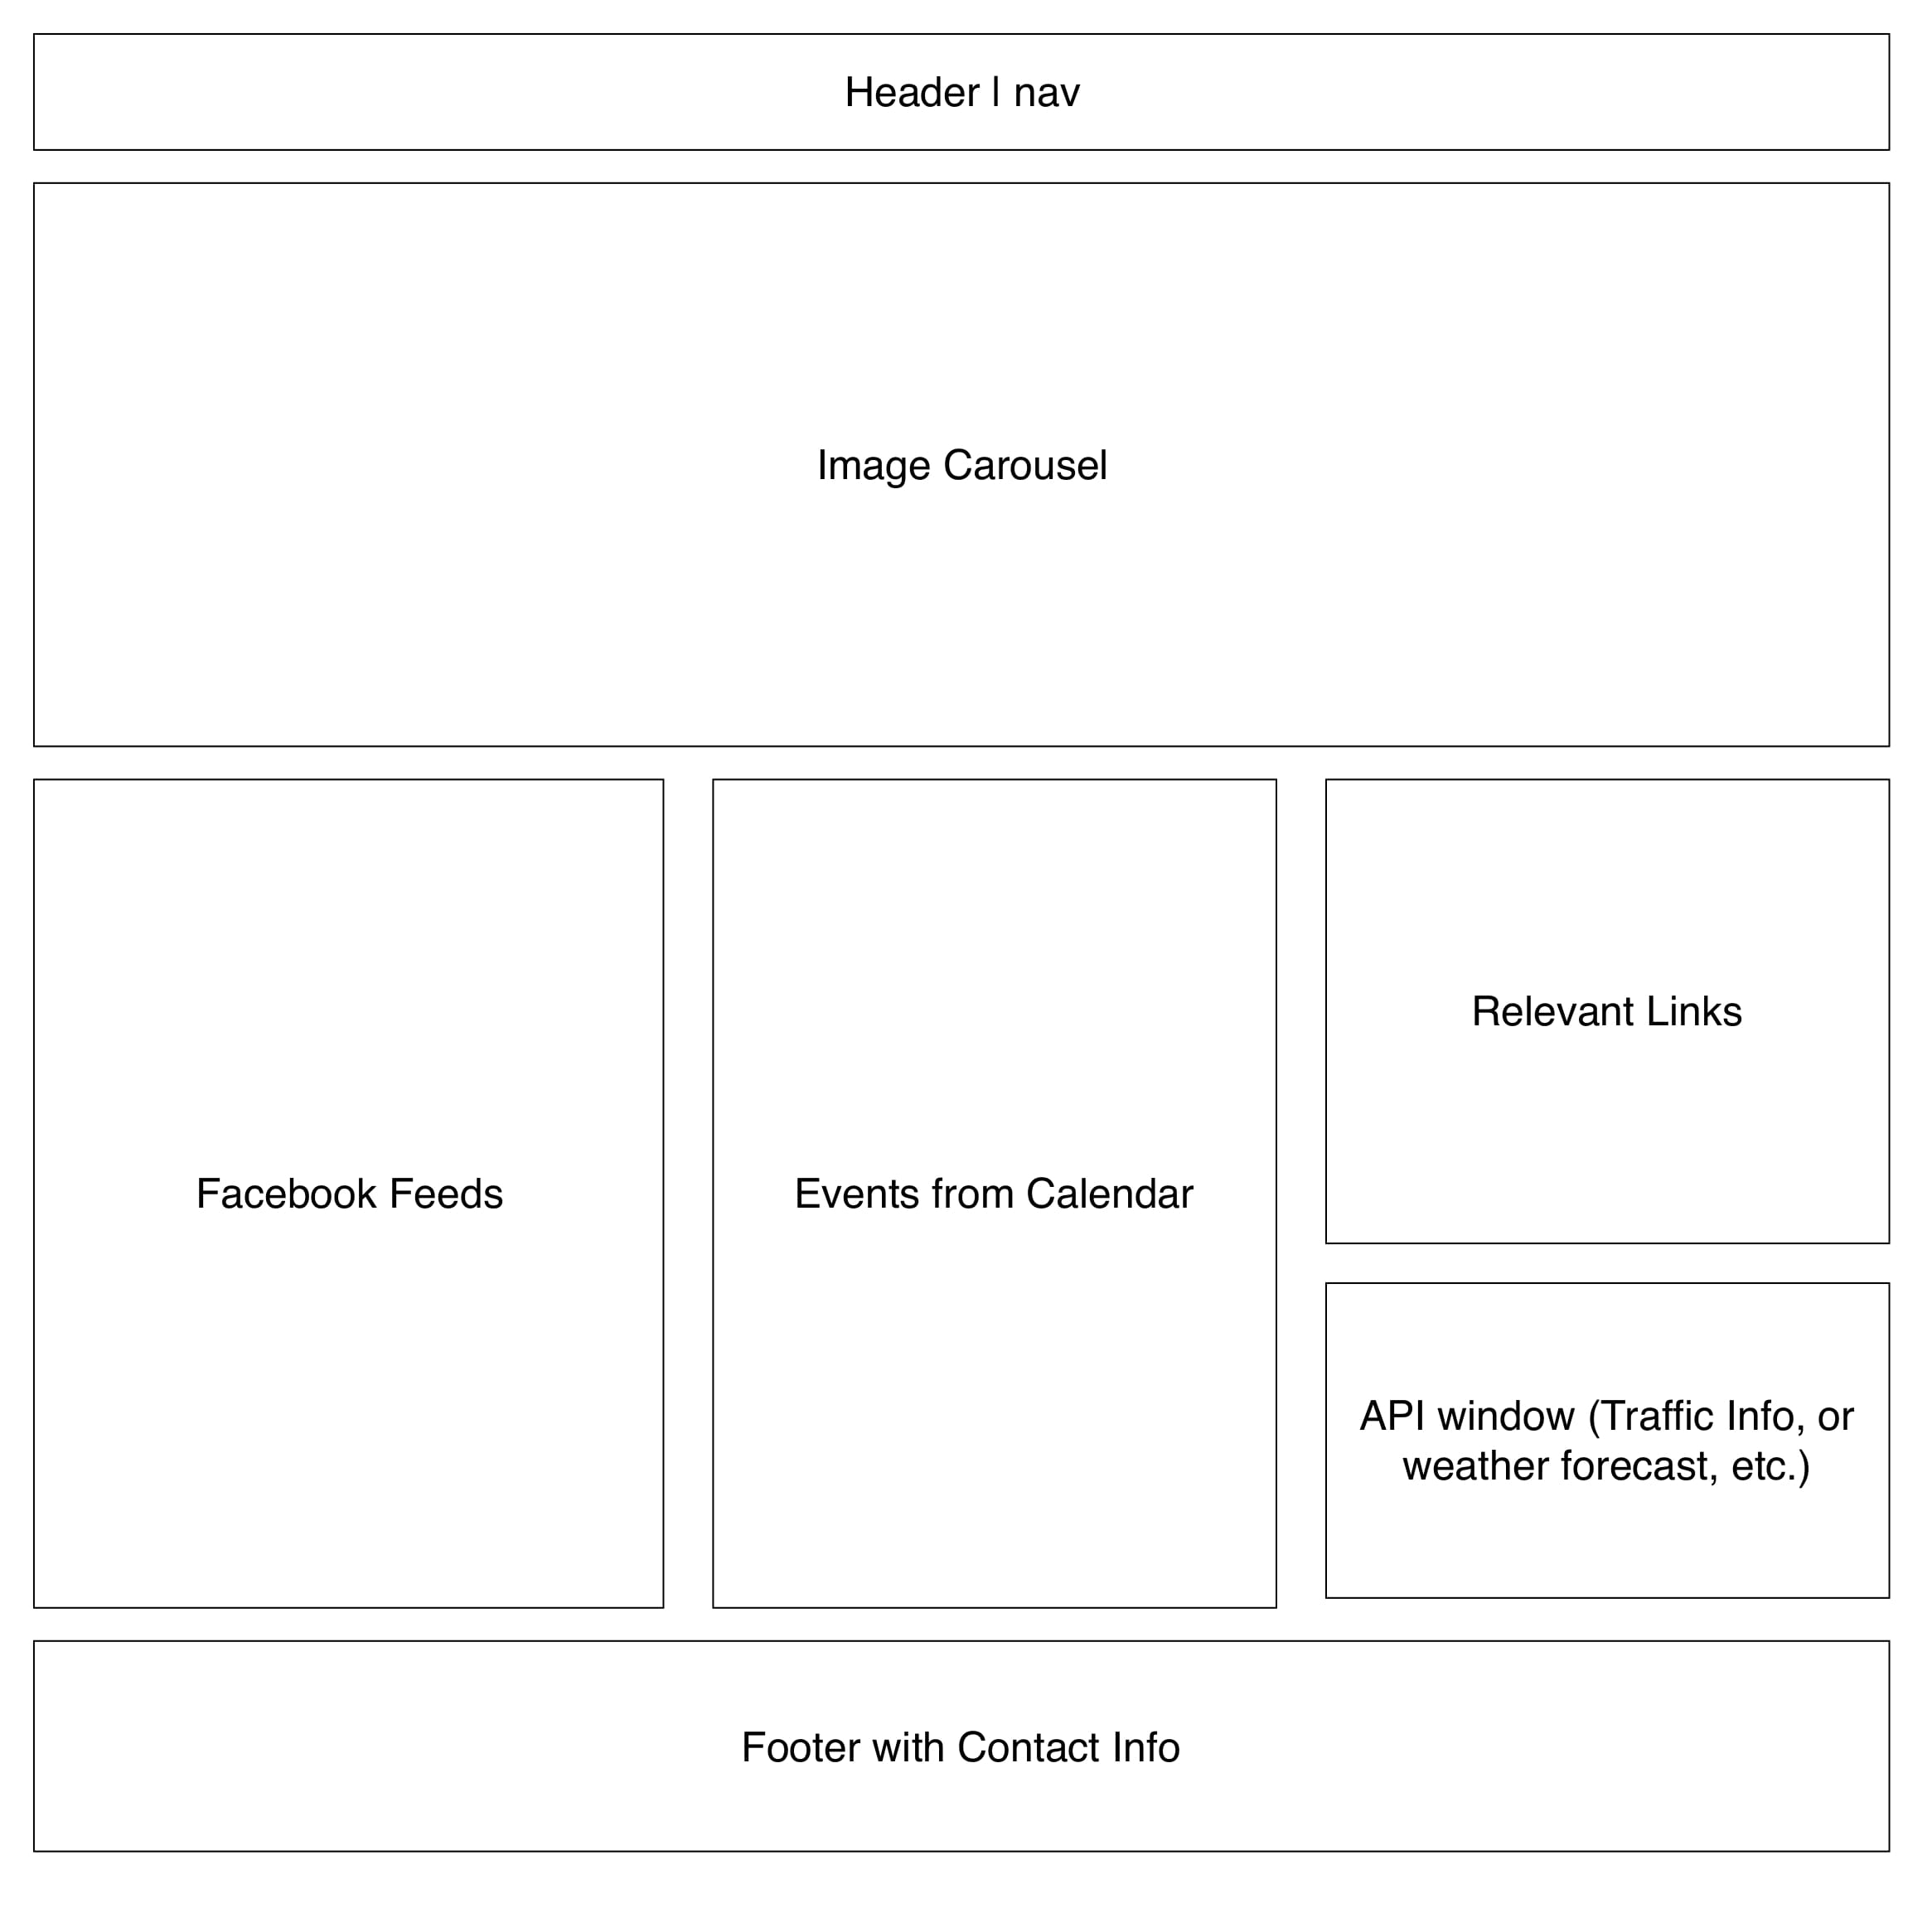 Header | nav
Image Carousel
Facebook Feeds
Events from Calendar
Relevant Links
API window (Traffic Info, or
weather forecast, etc.)
Footer with Contact Info